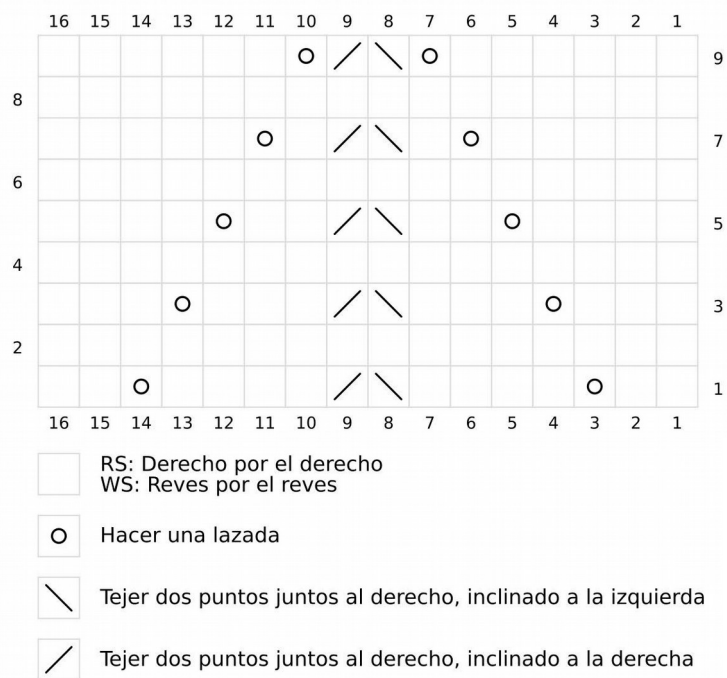 16 15 14 13 12 11 10 9 8 7 6 5 4 3 2 1
9
8
7
6
5
4
3
2
1
16 15 14 13 12 11 10 9 8 7 6 5 4 3 2 1
RS: Derecho por el derecho
WS: Reves por el reves
Hacer una lazada
Tejer dos puntos juntos al derecho, inclinado a la izquierda
Tejer dos puntos juntos al derecho, inclinado a la derecha